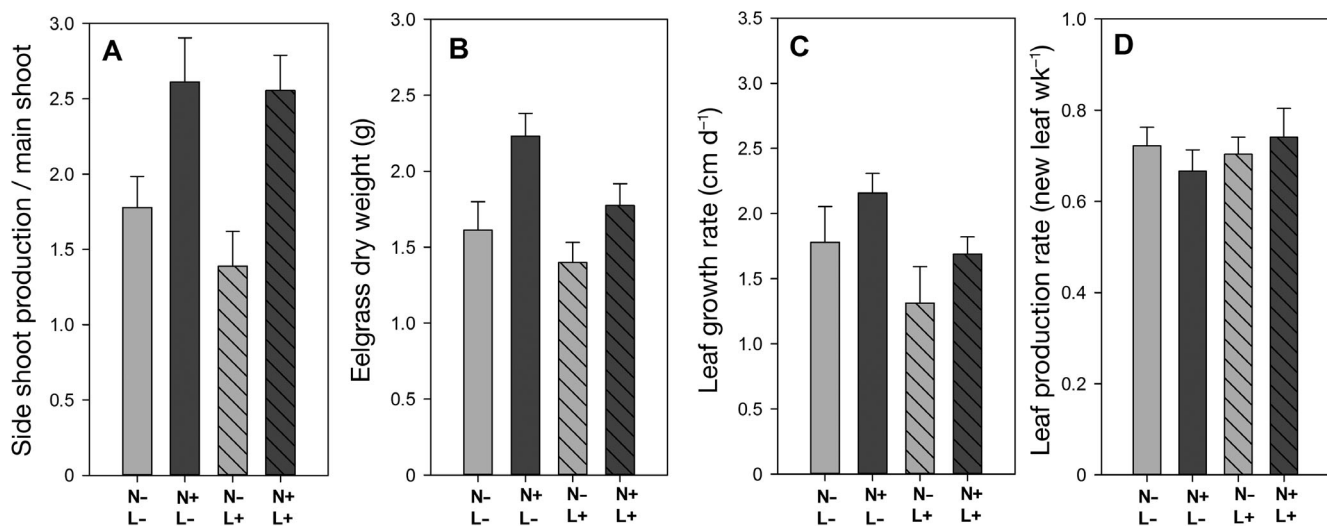 Side shoot production / main shoot
3.0
2.5
2.0
1.5
1.0
0.5
0
A
N– N+ N– N+
L– L– L+ L+
Eelgrass dry weight (g)
3.0
2.5
2.0
1.5
1.0
0.5
0
B
N– N+ N– N+
L– L– L+ L+
Leaf growth rate (cm d⁻¹)
3.5
3.0
2.5
2.0
1.5
1.0
0.5
0
C
N– N+ N– N+
L– L– L+ L+
Leaf production rate (new leaf wk⁻¹)
1.0
0.8
0.6
0.4
0.2
0
D
N– N+ N– N+
L– L– L+ L+